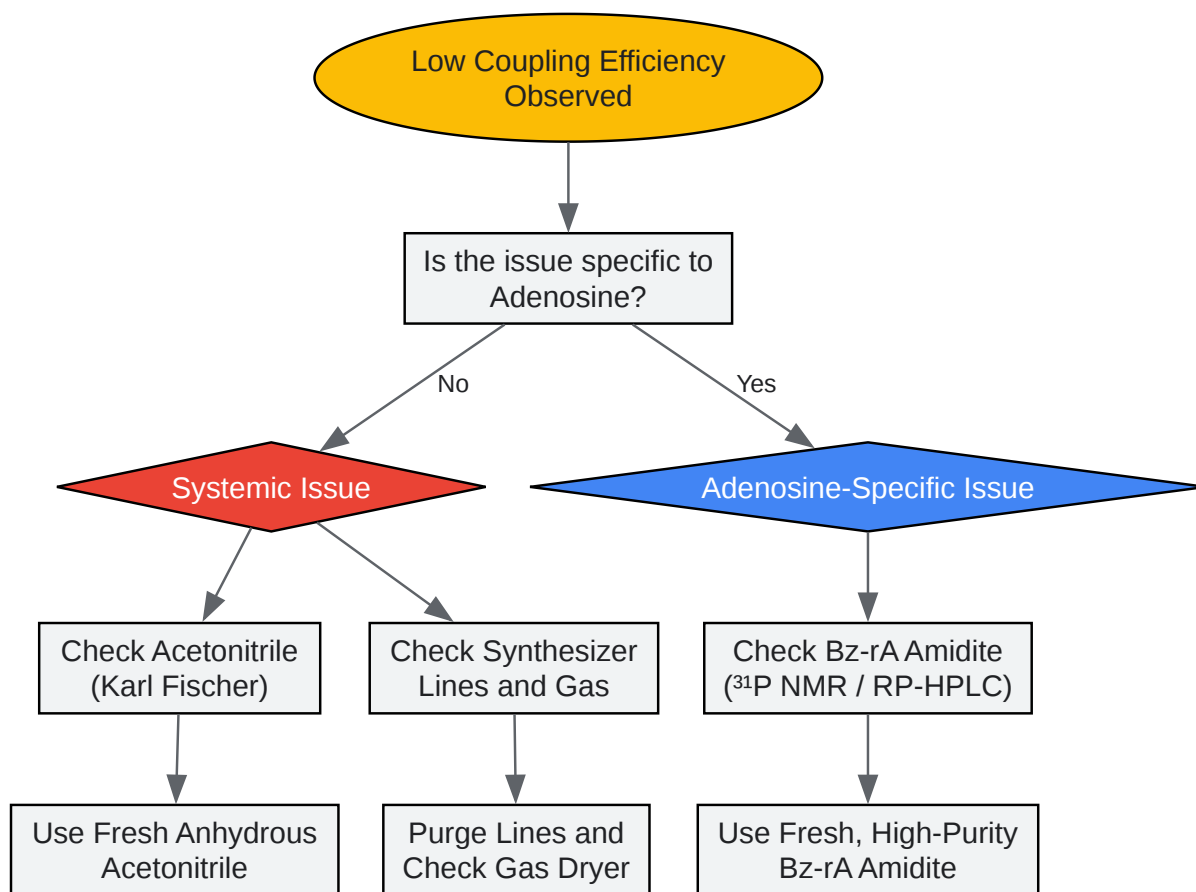 Low Coupling Efficiency
Observed
Is the issue specific to
Adenosine?
No
Yes
Systemic Issue
Adenosine-Specific Issue
Check Acetonitrile
(Karl Fischer)
Check Synthesizer
Lines and Gas
Check Bz-rA Amidite
(³¹P NMR / RP-HPLC)
Use Fresh Anhydrous
Acetonitrile
Purge Lines and
Check Gas Dryer
Use Fresh, High-Purity
Bz-rA Amidite